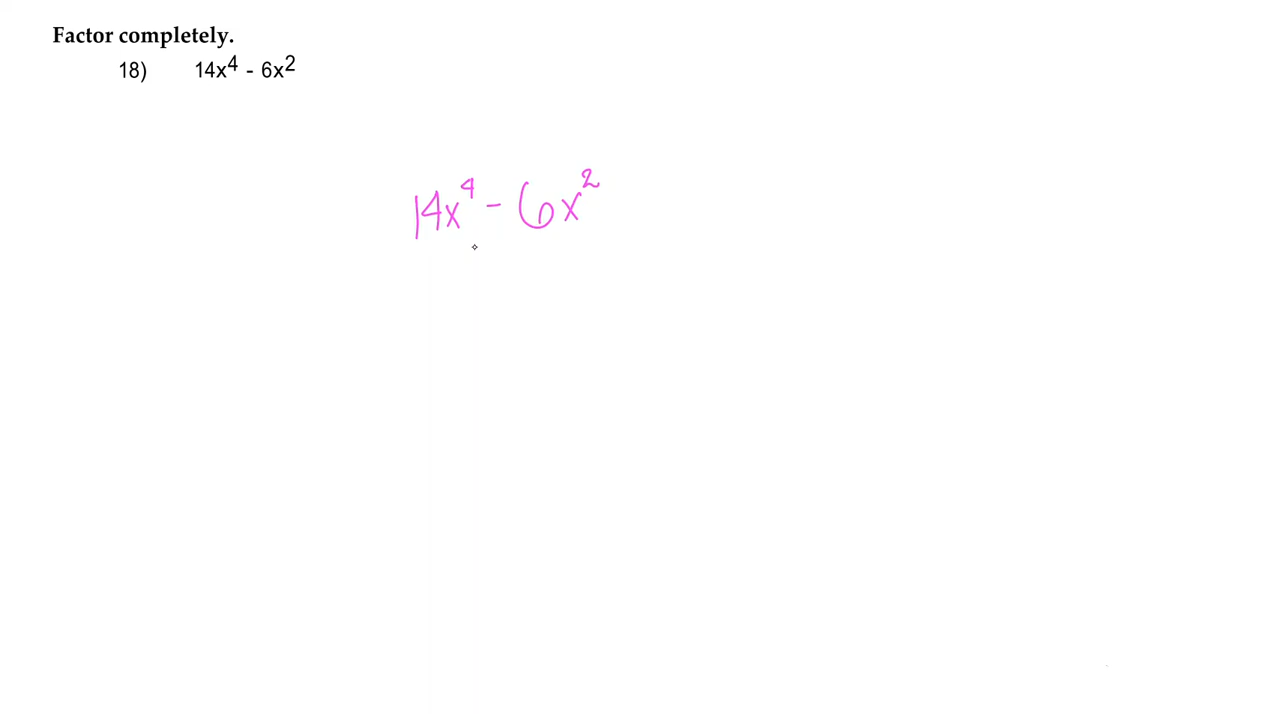 Factor completely.
18) 14x⁴ - 6x²
14x⁴ - 6x²